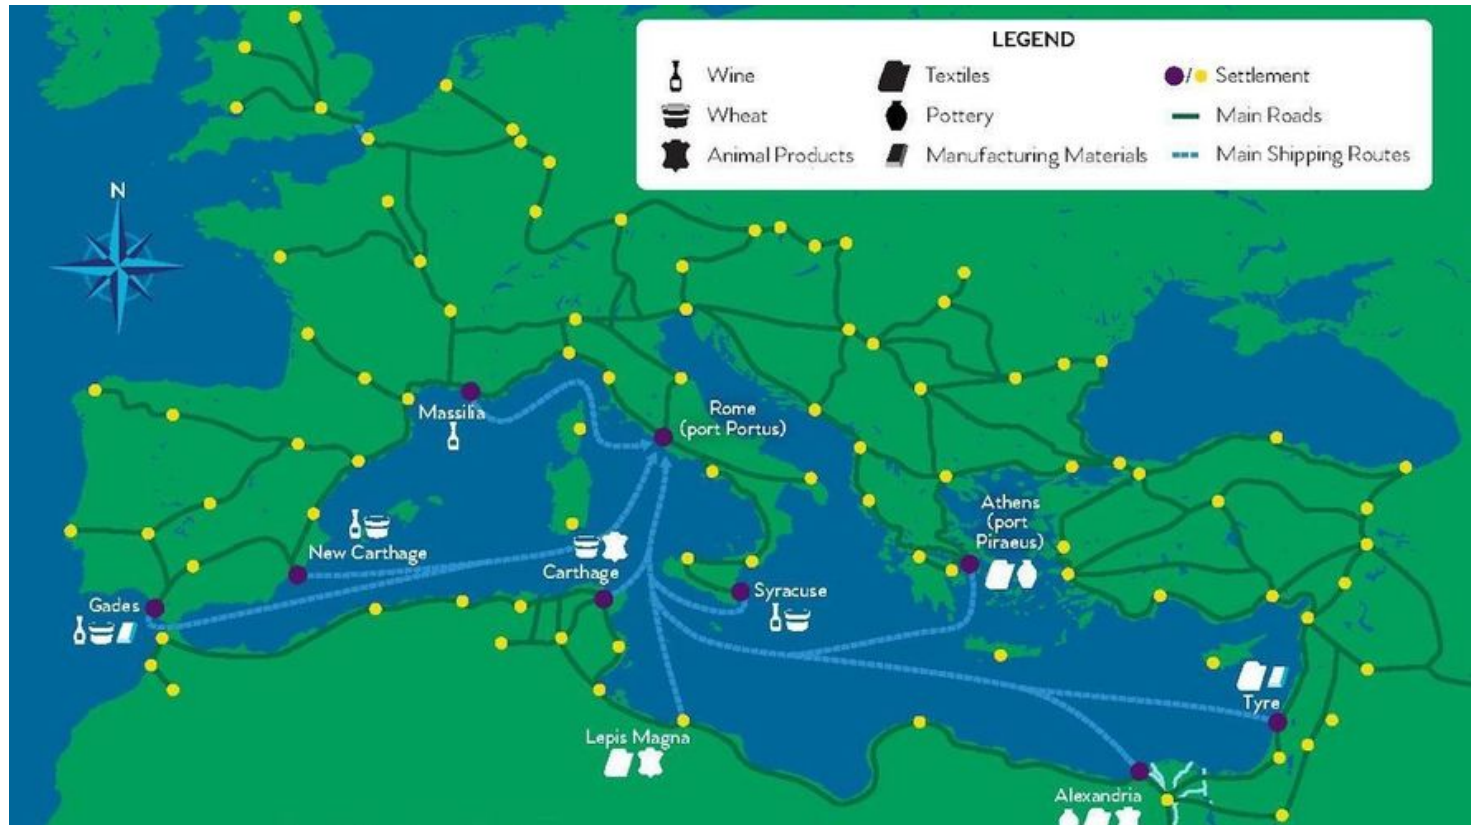 LEGEND
Wine
Textiles
Settlement
Wheat
Pottery
Main Roads
Animal Products
Manufacturing Materials
Main Shipping Routes
N
Massilia
Rome
(port Portus)
Athens
(port
Piraeus)
New Carthage
Carthage
Gades
Syracuse
Tyre
Lepis Magna
Alexandria